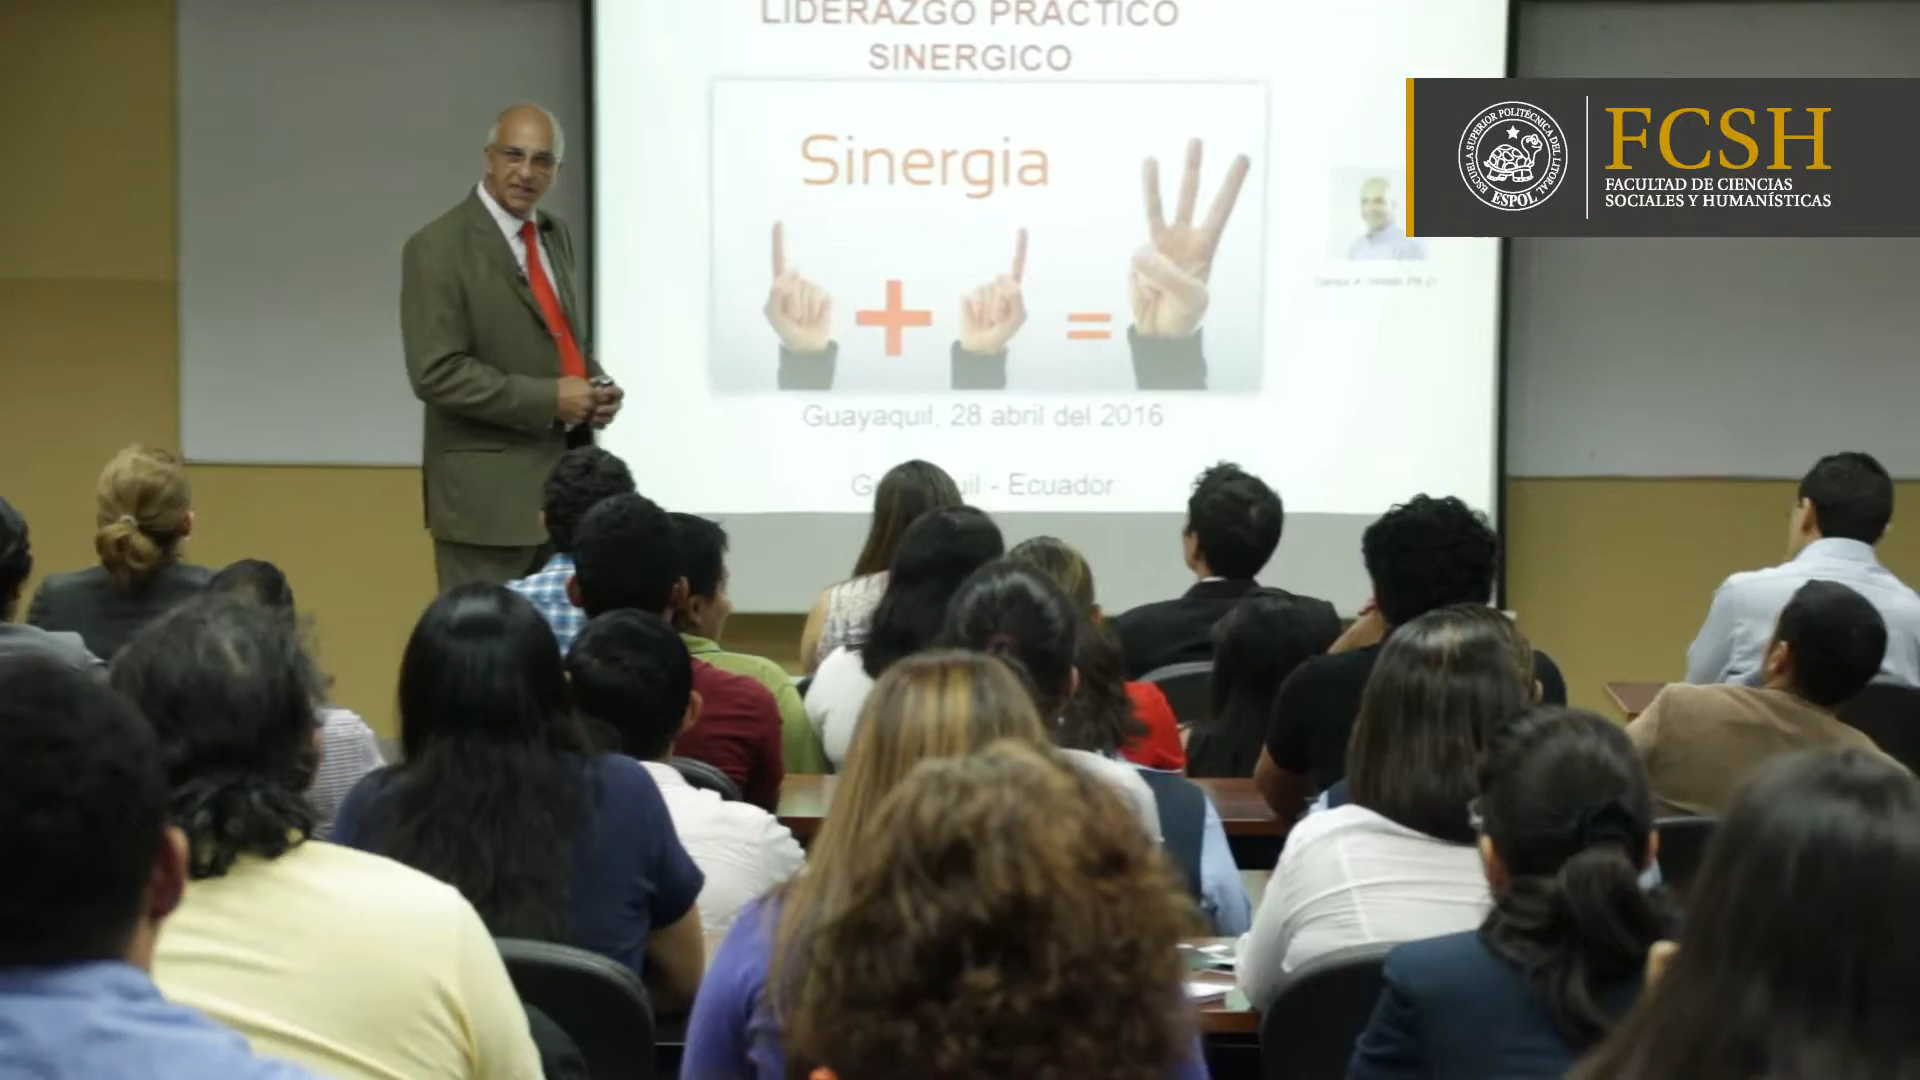 LIDERAZGO PRÁCTICO
SINERGICO
Sinergia
+ =
Guayaquil, 28 abril del 2016
- Ecuador
ESCUELA SUPERIOR POLITÉCNICA DEL LITORAL
ESPOL
FCSH
FACULTAD DE CIENCIAS
SOCIALES Y HUMANÍSTICAS